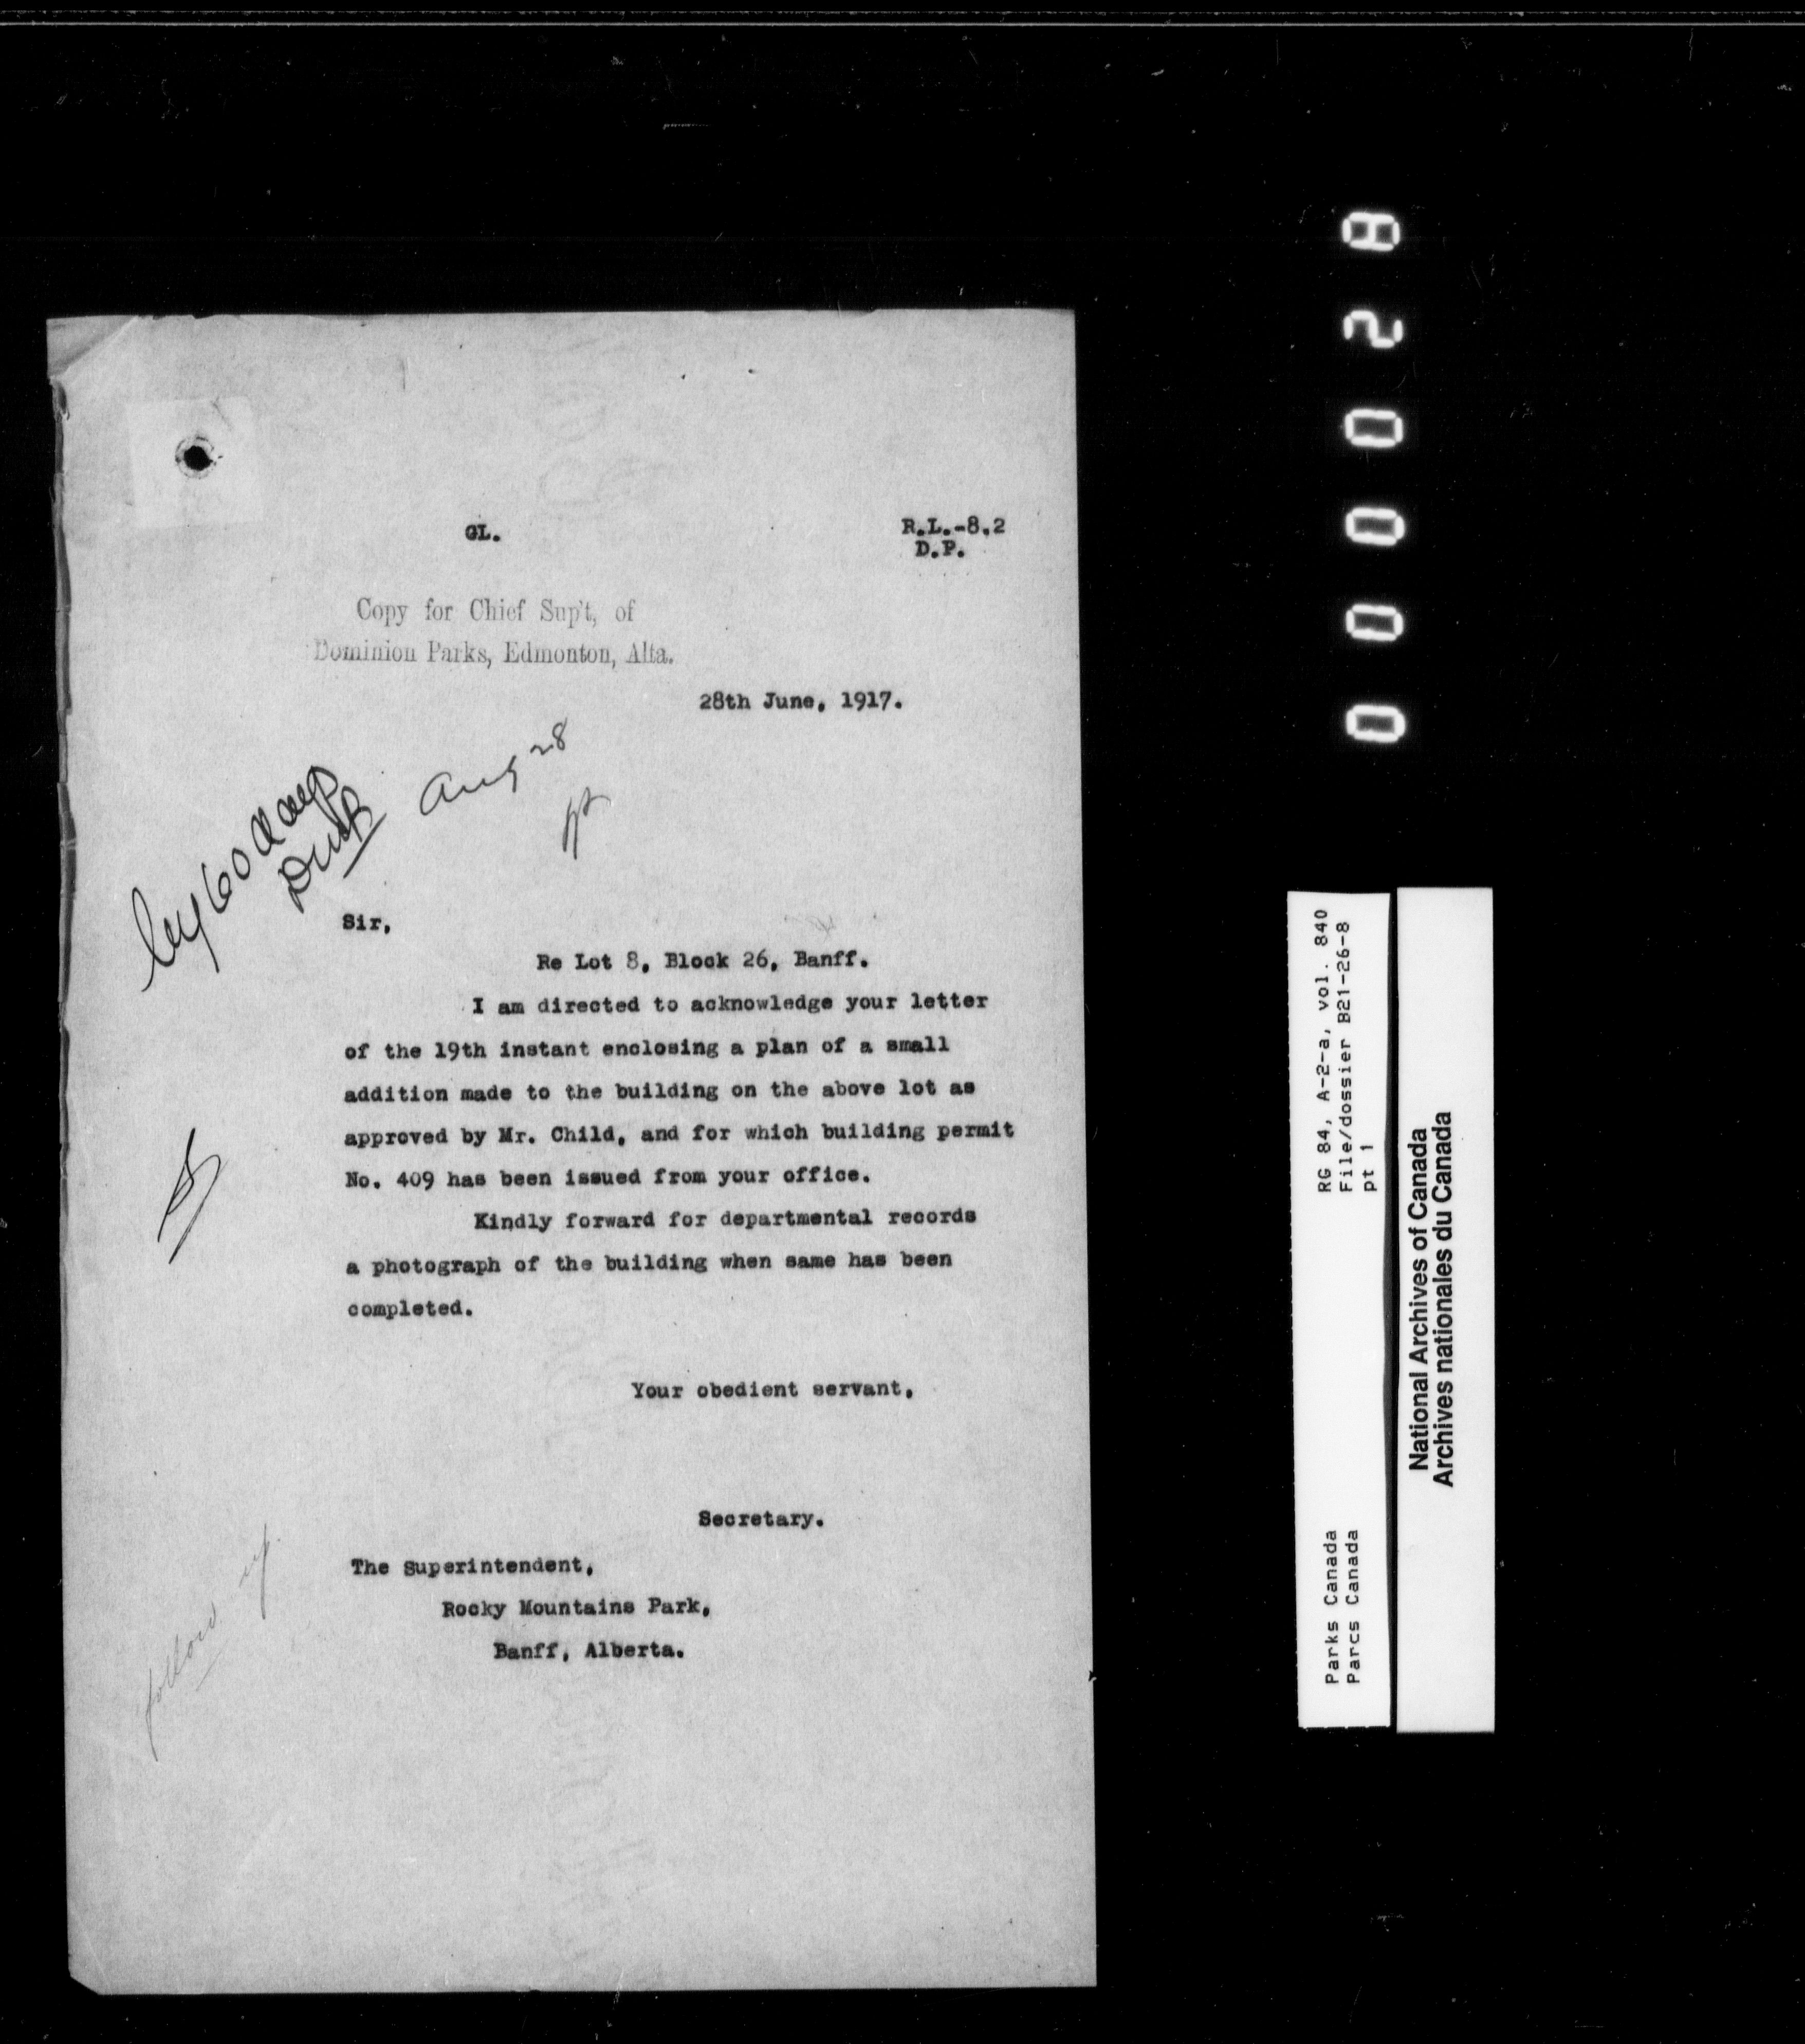 GL.
R.L.-8.2
D.P.
Copy for Chief Sup't, of
Dominion Parks, Edmonton, Alta.
28th June, 1917.
60 days
Aug 28
Sir,
Re Lot 8, Block 26, Banff.
I am directed to acknowledge your letter
of the 19th instant enclosing a plan of a small
addition made to the building on the above lot as
approved by Mr. Child, and for which building permit
No. 409 has been issued from your office.
Kindly forward for departmental records
a photograph of the building when same has been
completed.
Your obedient servant,
Secretary.
The Superintendent,
Rocky Mountains Park,
Banff, Alberta.
follow up.
000028
RG 84, A-2-a, vol. 840
File/dossier B21-26-8
pt 1
Parks Canada
Parcs Canada
National Archives of Canada
Archives nationales du Canada